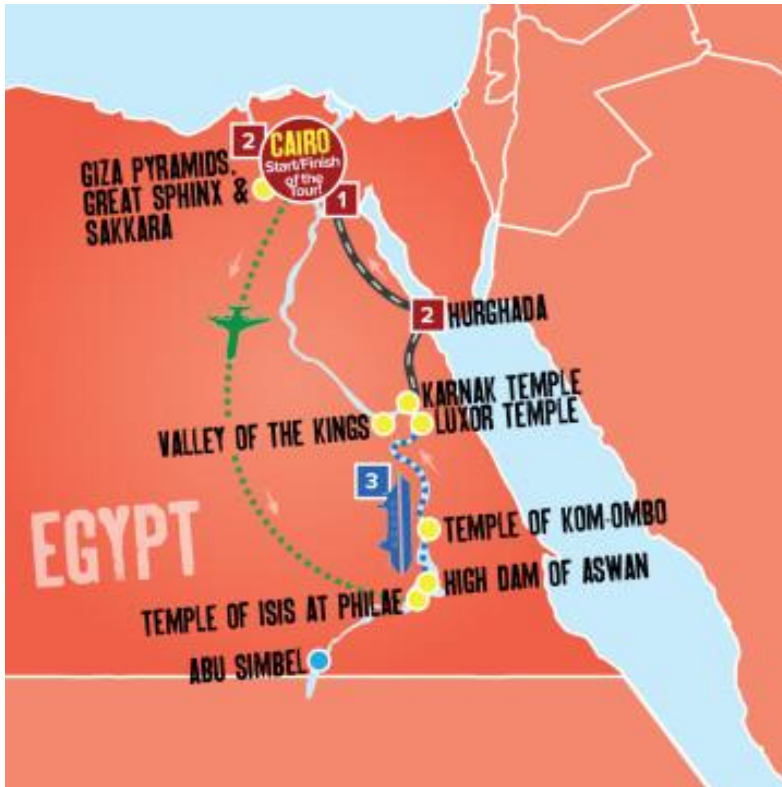 2
CAIRO
Start/Finish
of the
Tour!
GIZA PYRAMIDS,
GREAT SPHINX &
SAKKARA
1
2
HURGHADA
KARNAK TEMPLE
LUXOR TEMPLE
VALLEY OF THE KINGS
3
TEMPLE OF KOM-OMBO
EGYPT
HIGH DAM OF ASWAN
TEMPLE OF ISIS AT PHILAE
ABU SIMBEL